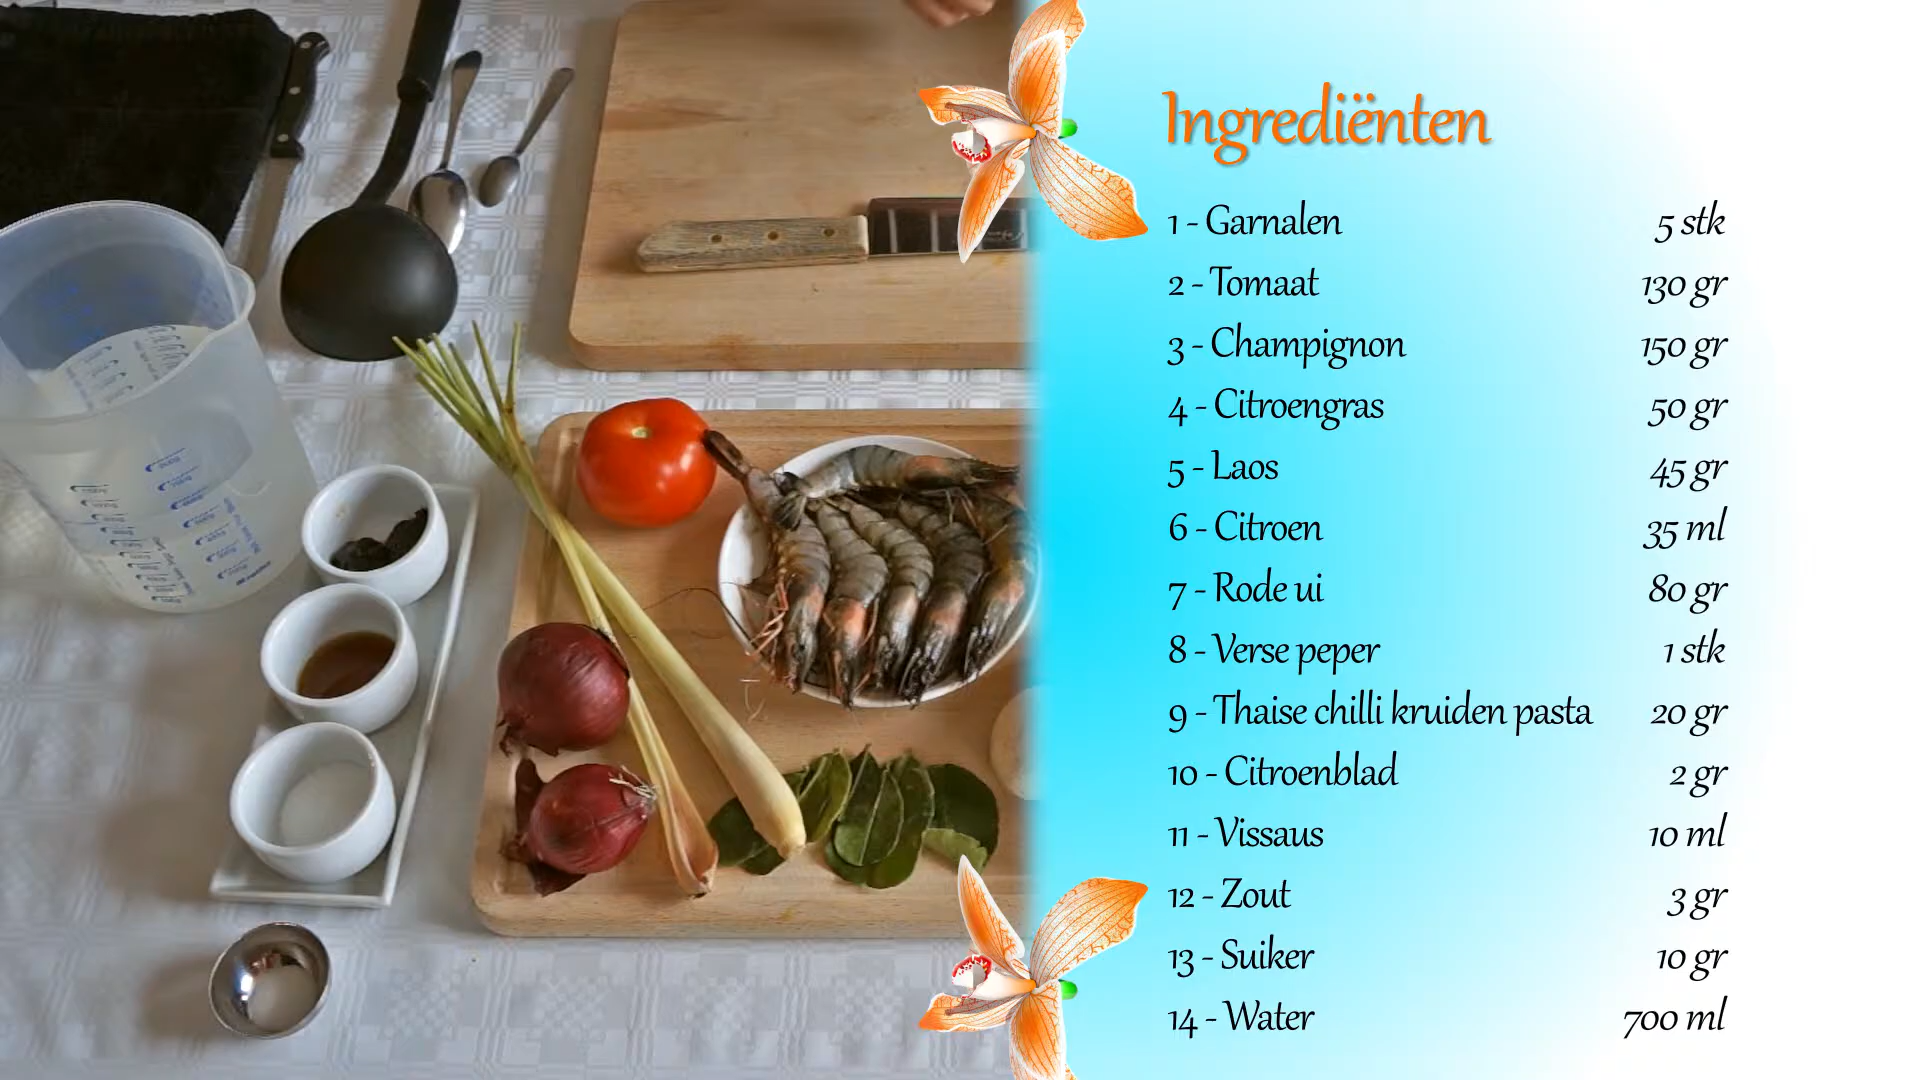 Ingrediënten
1 - Garnalen 5 stk
2 - Tomaat 130 gr
3 - Champignon 150 gr
4 - Citroengras 50 gr
5 - Laos 45 gr
6 - Citroen 35 ml
7 - Rode ui 80 gr
8 - Verse peper 1 stk
9 - Thaise chilli kruiden pasta 20 gr
10 - Citroenblad 2 gr
11 - Vissaus 10 ml
12 - Zout 3 gr
13 - Suiker 10 gr
14 - Water 700 ml